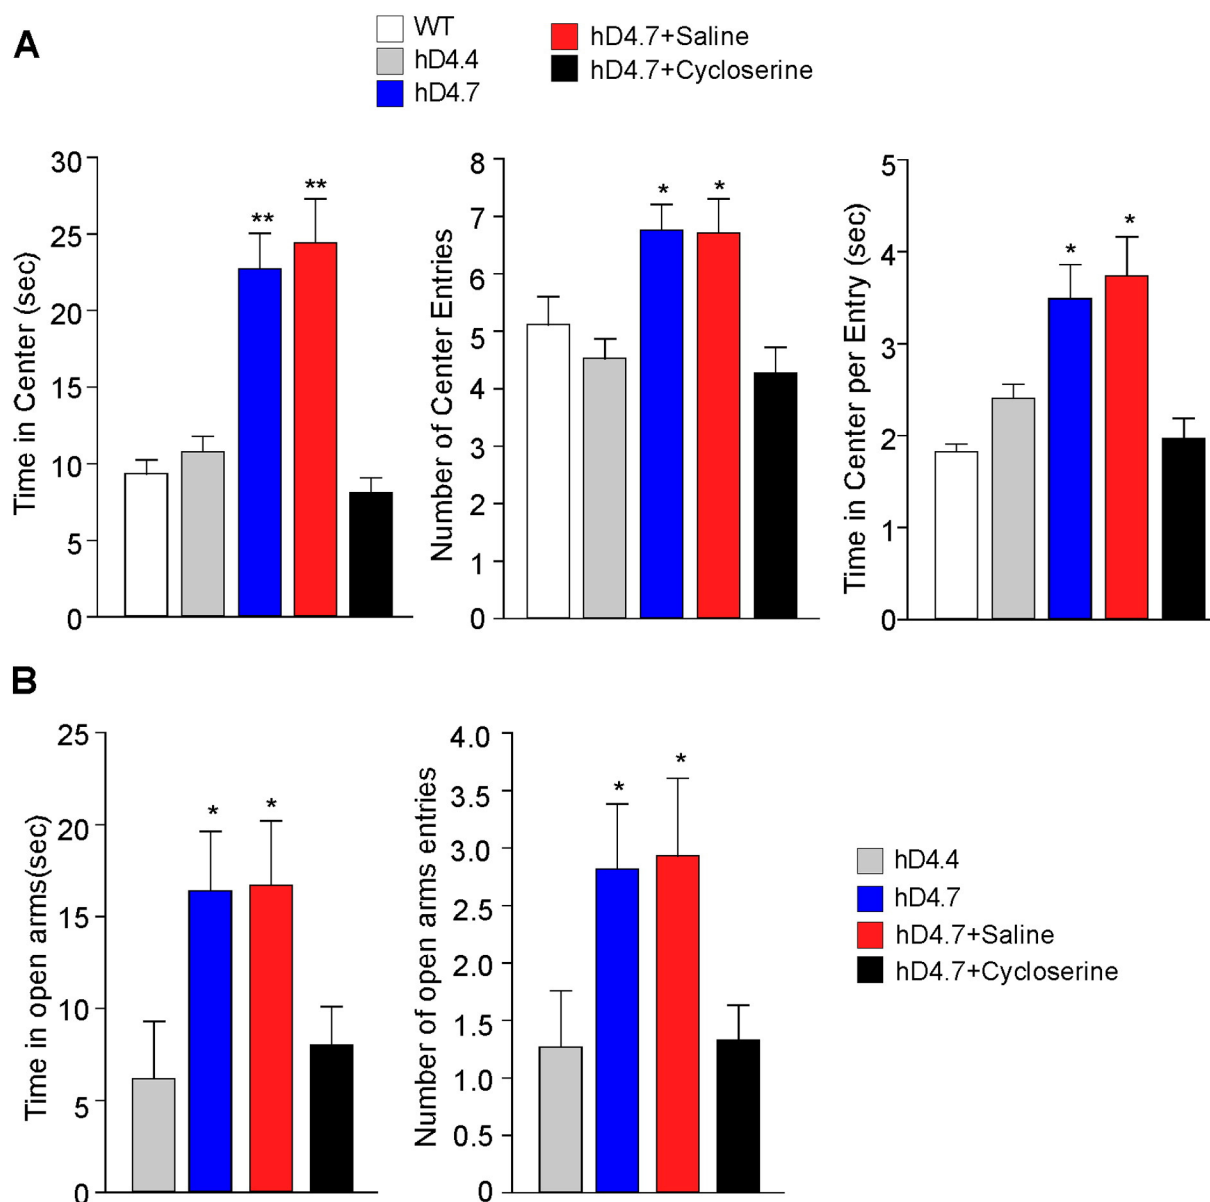 A
WT
hD4.4
hD4.7
hD4.7+Saline
hD4.7+Cycloserine
Time in Center (sec)
30
25
20
15
10
5
0
**
**
Number of Center Entries
8
7
6
5
4
3
2
1
0
*
*
Time in Center per Entry (sec)
5
4
3
2
1
0
*
*
B
Time in open arms(sec)
25
20
15
10
5
0
*
*
Number of open arms entries
4.0
3.5
3.0
2.5
2.0
1.5
1.0
0.5
0
*
*
hD4.4
hD4.7
hD4.7+Saline
hD4.7+Cycloserine